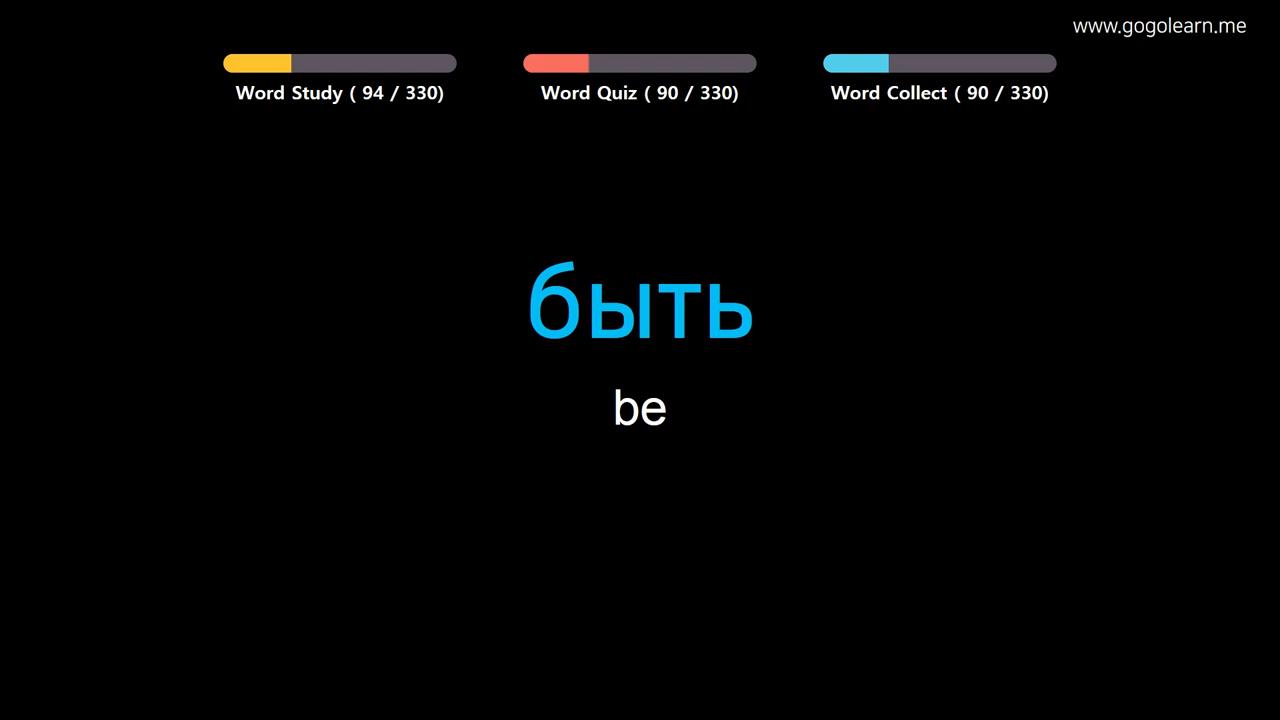 www.gogolearn.me
Word Study ( 94 / 330)
Word Quiz ( 90 / 330)
Word Collect ( 90 / 330)
быть
be